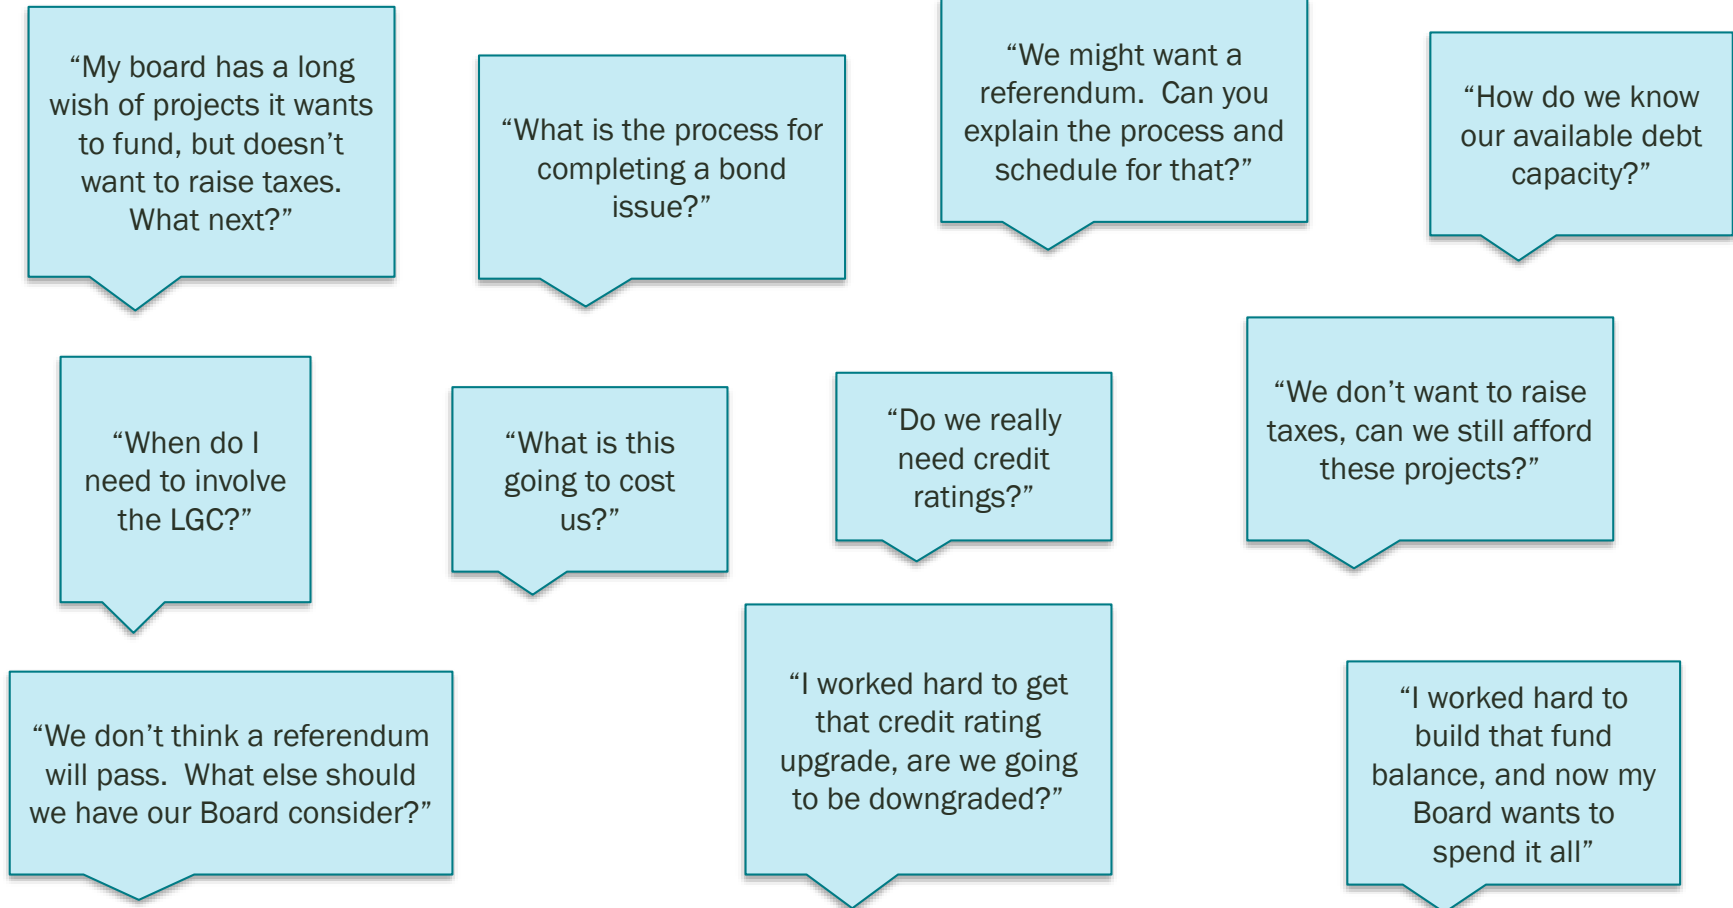 “My board has a long
wish of projects it wants
to fund, but doesn’t
want to raise taxes.
What next?”
“What is the process for
completing a bond
issue?”
“We might want a
referendum.  Can you
explain the process and
schedule for that?”
“How do we know
our available debt
capacity?”
“When do I
need to involve
the LGC?”
“What is this
going to cost
us?”
“Do we really
need credit
ratings?”
“We don’t want to raise
taxes, can we still afford
these projects?”
“We don’t think a referendum
will pass.  What else should
we have our Board consider?”
“I worked hard to get
that credit rating
upgrade, are we going
to be downgraded?”
“I worked hard to
build that fund
balance, and now my
Board wants to
spend it all”